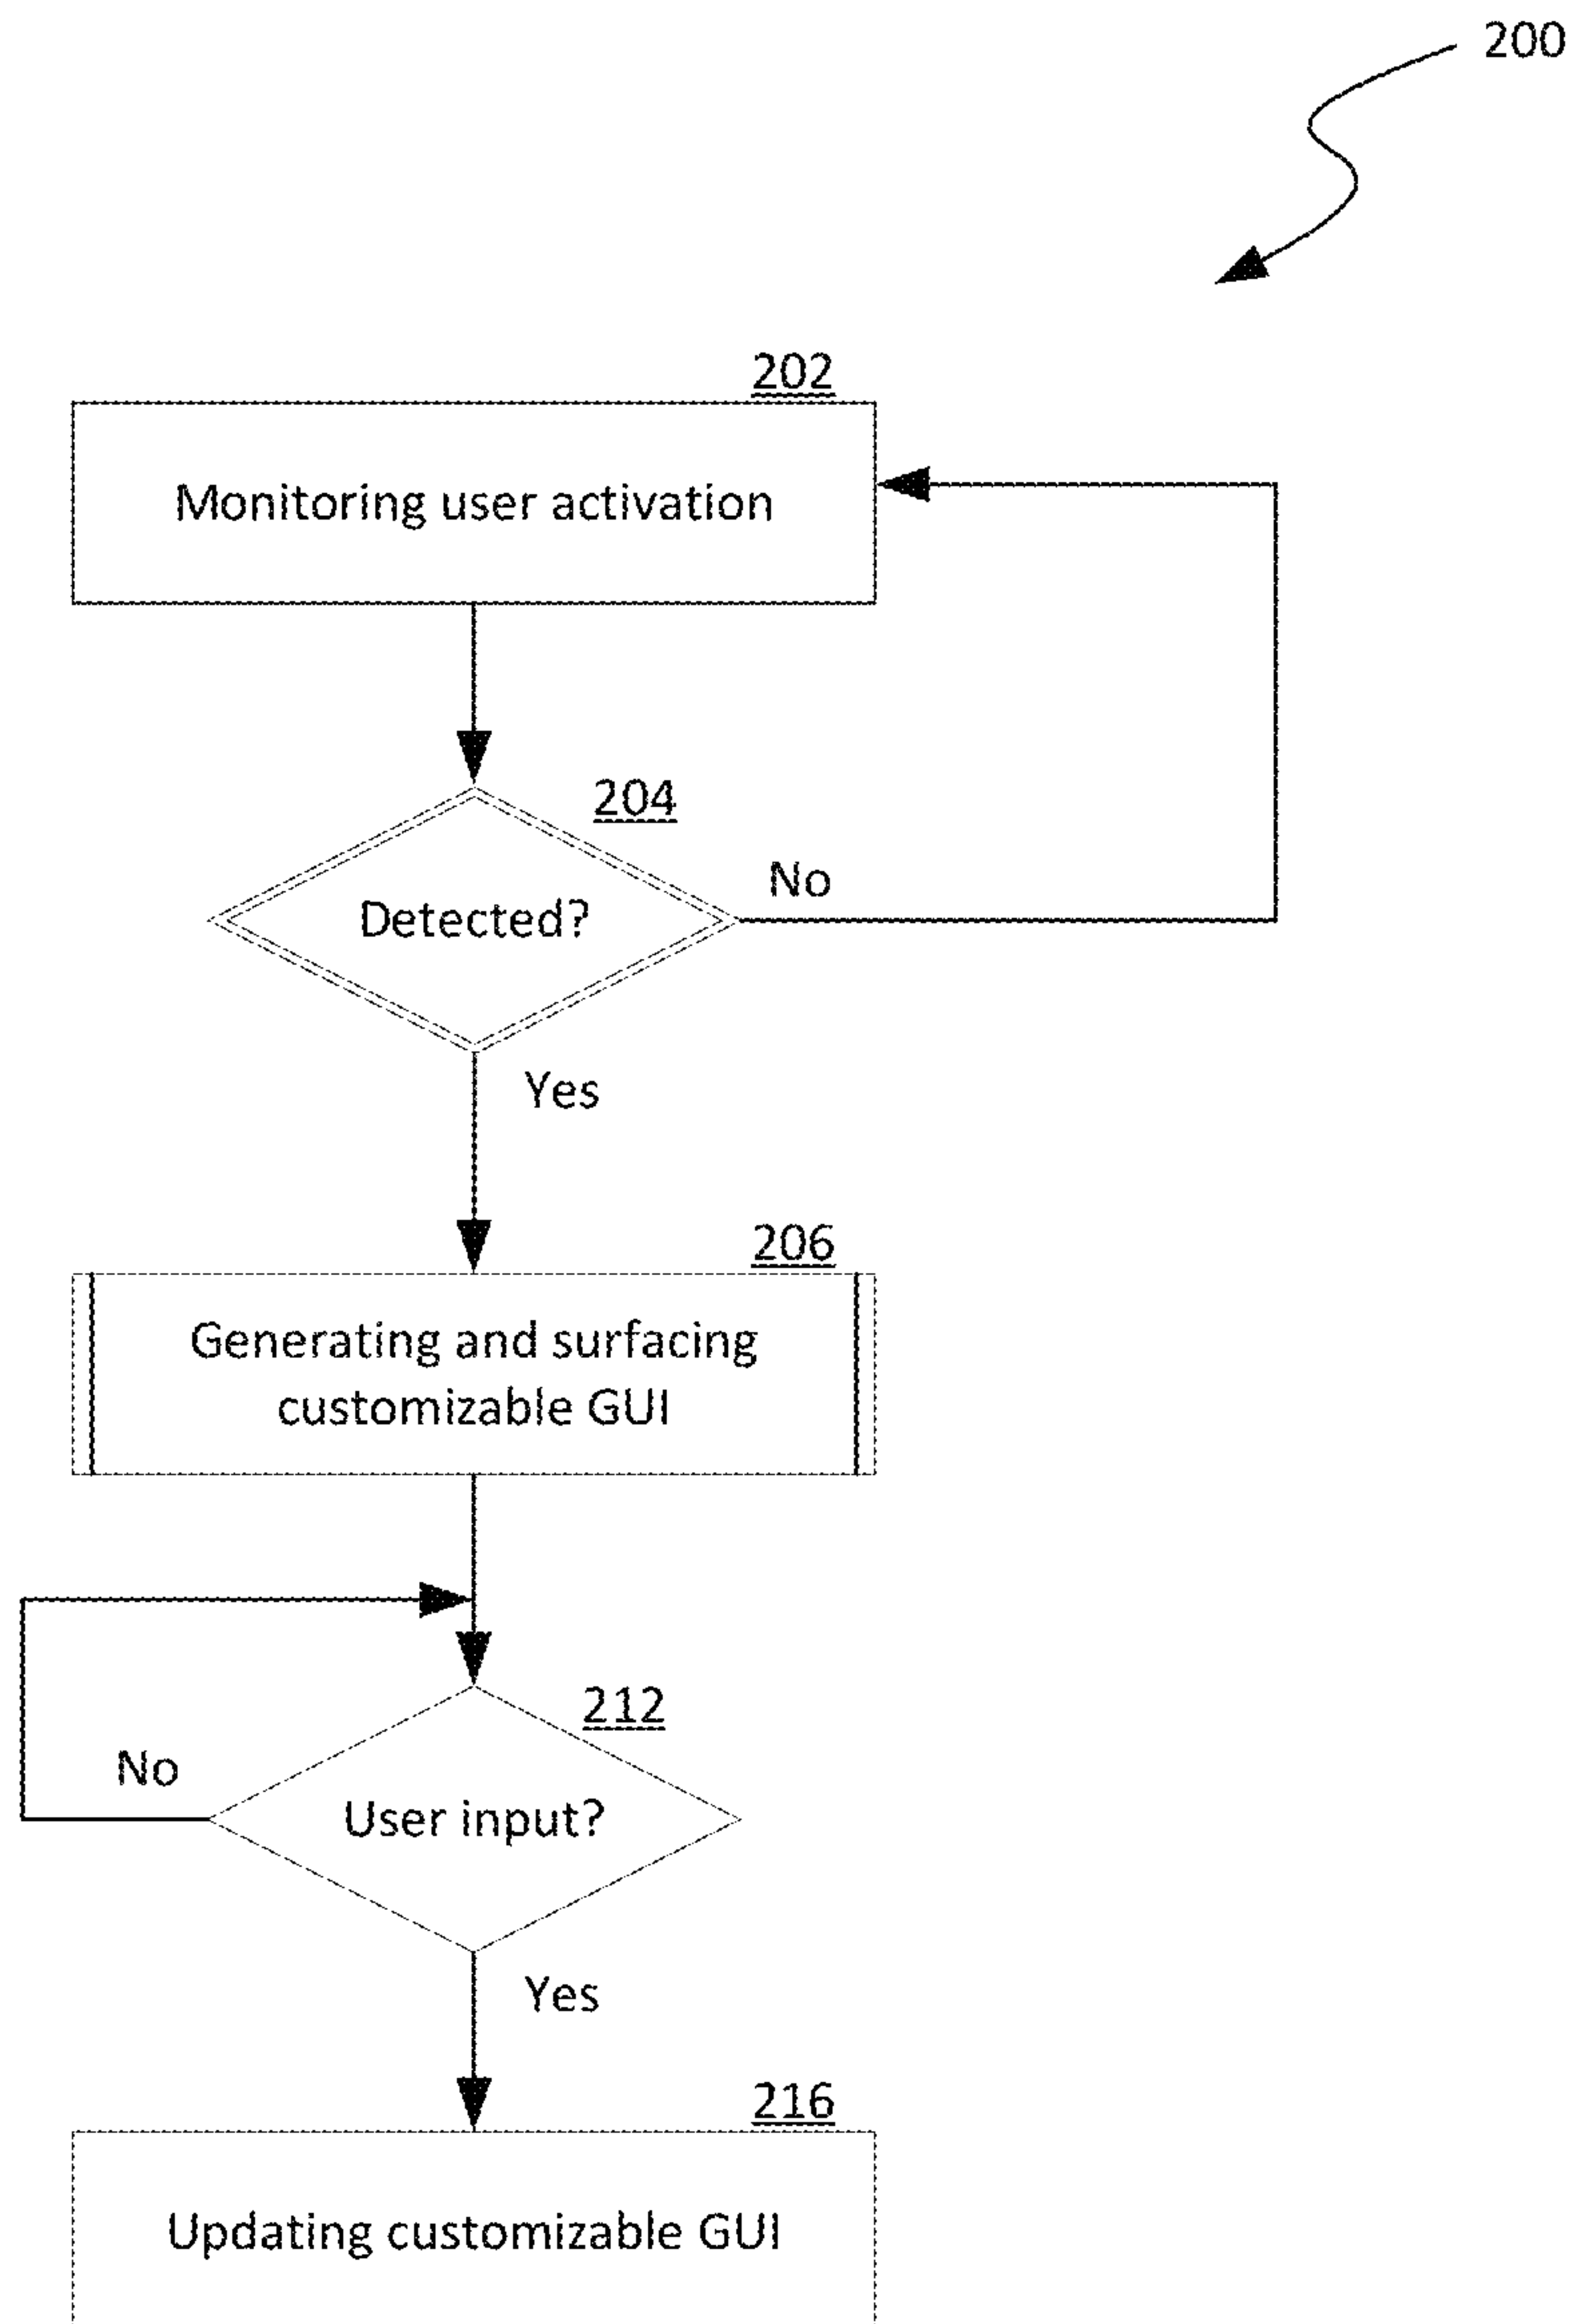 200
202
Monitoring user activation
204
Detected?
No
Yes
206
Generating and surfacing
customizable GUI
212
No
User input?
Yes
216
Updating customizable GUI